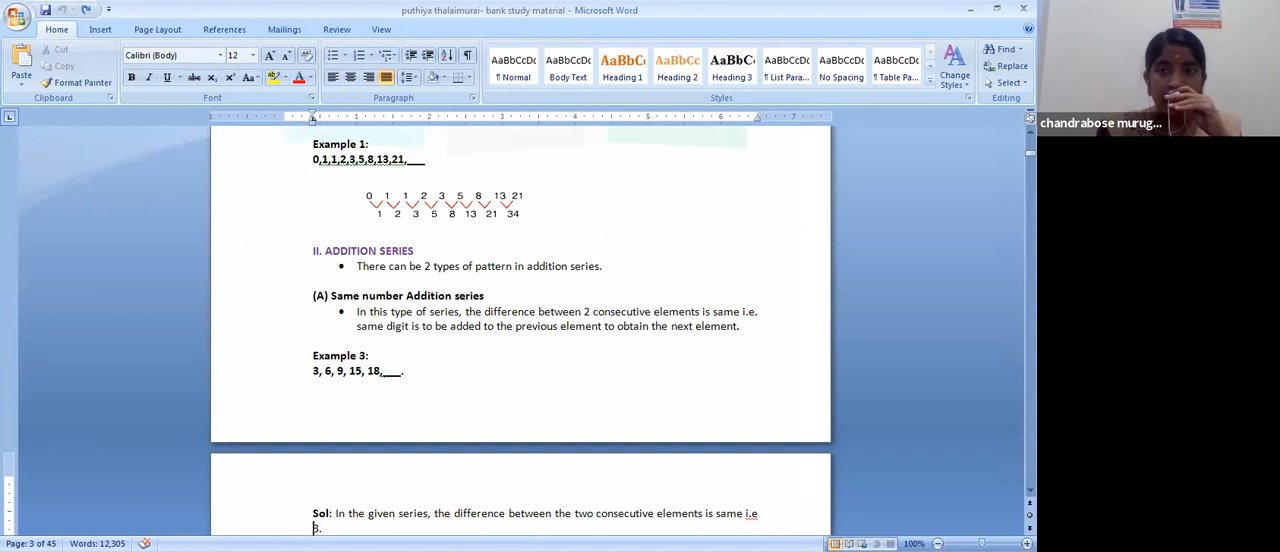 puthiya thalaimurai- bank study material - Microsoft Word
Home Insert Page Layout References Mailings Review View
Paste
Cut
Copy
Format Painter
Clipboard
Calibri (Body) 12
Font
Paragraph
AaBbCcDc AaBbCcDc AaBbC AaBbCc AaBbC AaBbCcDc AaBbCcDc AaBbCcDc
¶ Normal Body Text Heading 1 Heading 2 Heading 3 ¶ List Para... ¶ No Spacing ¶ Table Pa...
Change Styles
Styles
Find
Replace
Select
Editing
chandrabose murug...
Example 1:
0,1,1,2,3,5,8,13,21,___
0 1 1 2 3 5 8 13 21
1 2 3 5 8 13 21 34
II. ADDITION SERIES
• There can be 2 types of pattern in addition series.
(A) Same number Addition series
• In this type of series, the difference between 2 consecutive elements is same i.e.
same digit is to be added to the previous element to obtain the next element.
Example 3:
3, 6, 9, 15, 18,___.
Sol: In the given series, the difference between the two consecutive elements is same i.e
3.
Page: 3 of 45 Words: 12,305 100%